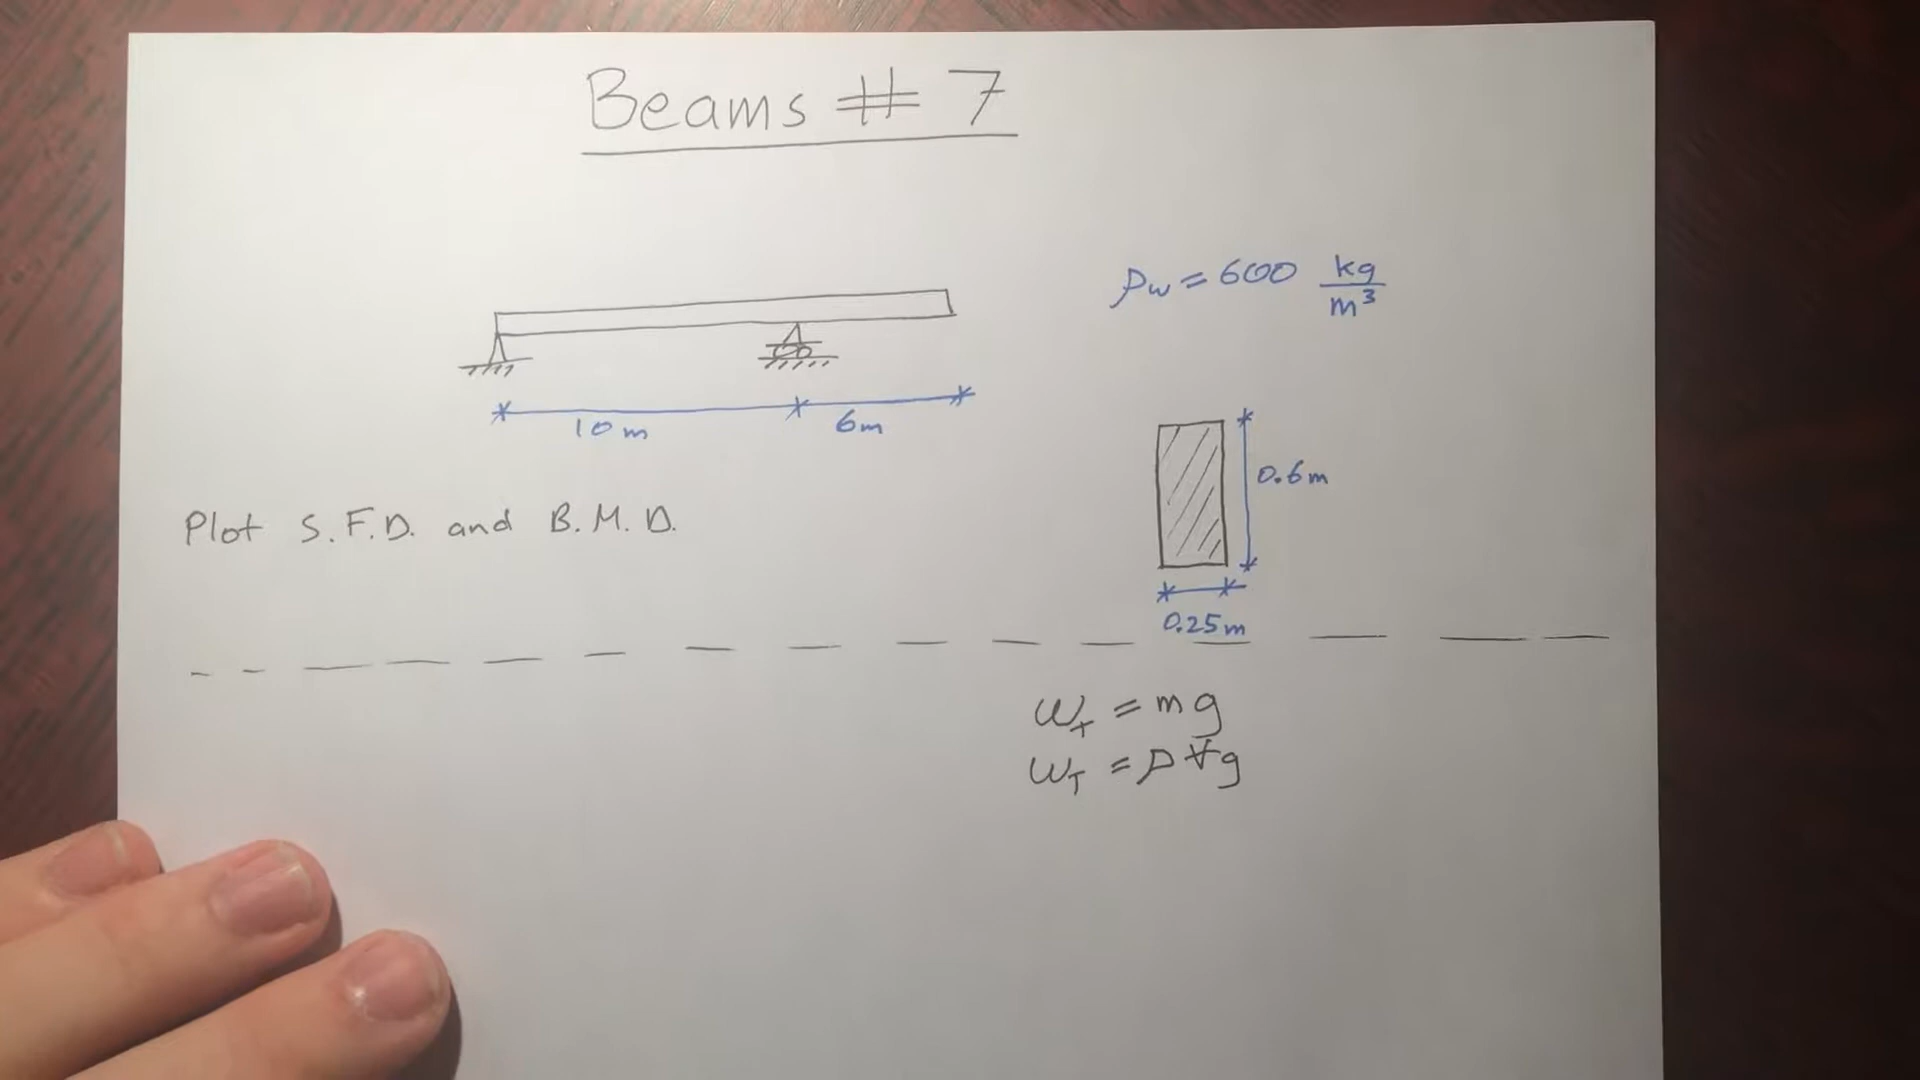 Beams # 7
ρw = 600 kg/m³
10 m
6m
0.6m
Plot S.F.D. and B.M.D.
0.25m
WT = mg
WT = ρ V g